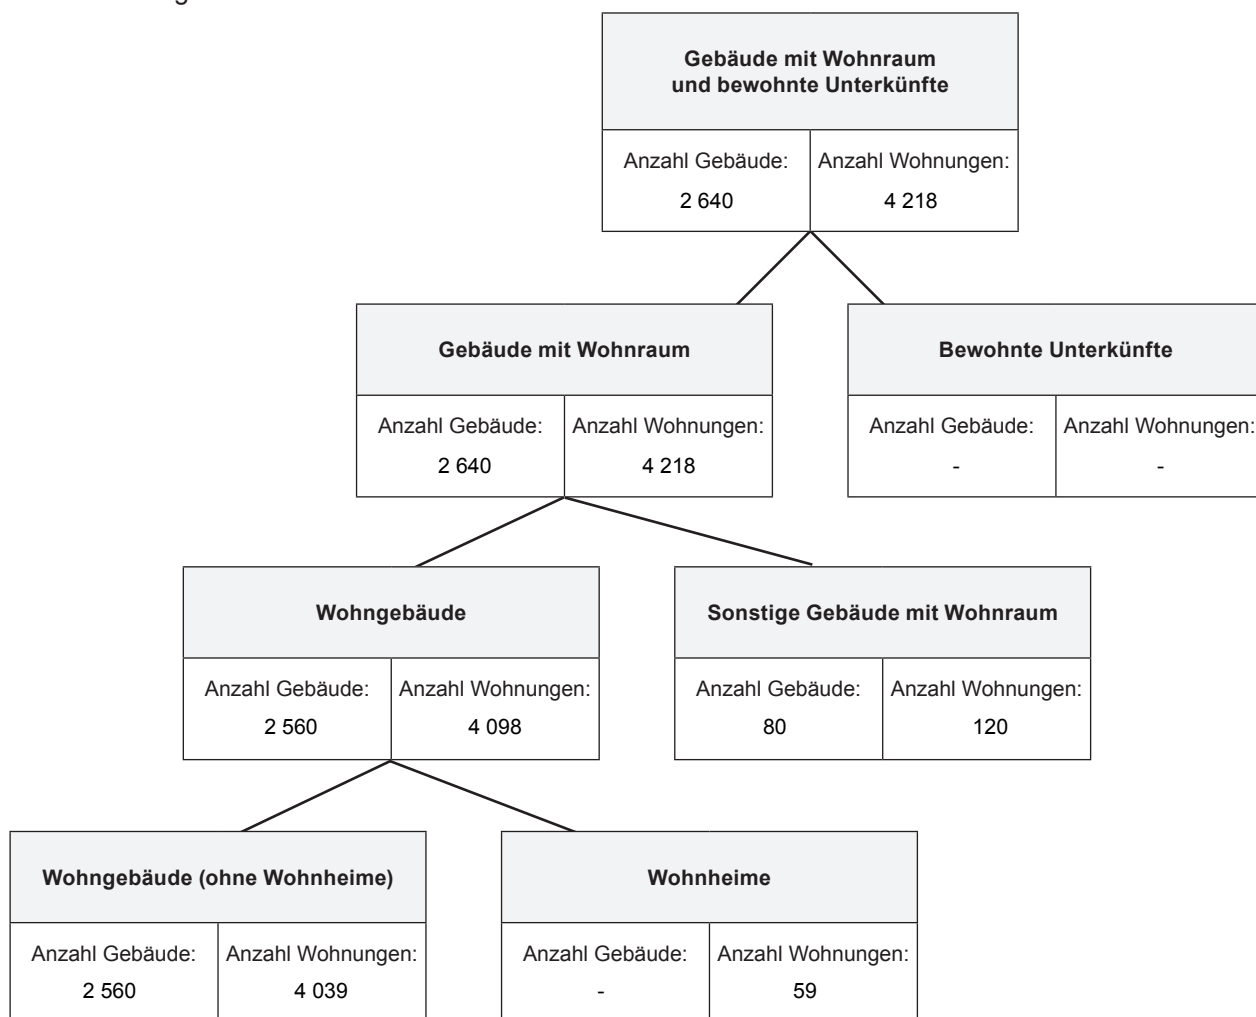 Gebäude mit Wohnraum
und bewohnte Unterkünfte
Anzahl Gebäude: Anzahl Wohnungen:
2 640 4 218
Gebäude mit Wohnraum
Anzahl Gebäude: Anzahl Wohnungen:
2 640 4 218
Bewohnte Unterkünfte
Anzahl Gebäude: Anzahl Wohnungen:
- -
Wohngebäude
Anzahl Gebäude: Anzahl Wohnungen:
2 560 4 098
Sonstige Gebäude mit Wohnraum
Anzahl Gebäude: Anzahl Wohnungen:
80 120
Wohngebäude (ohne Wohnheime)
Anzahl Gebäude: Anzahl Wohnungen:
2 560 4 039
Wohnheime
Anzahl Gebäude: Anzahl Wohnungen:
- 59